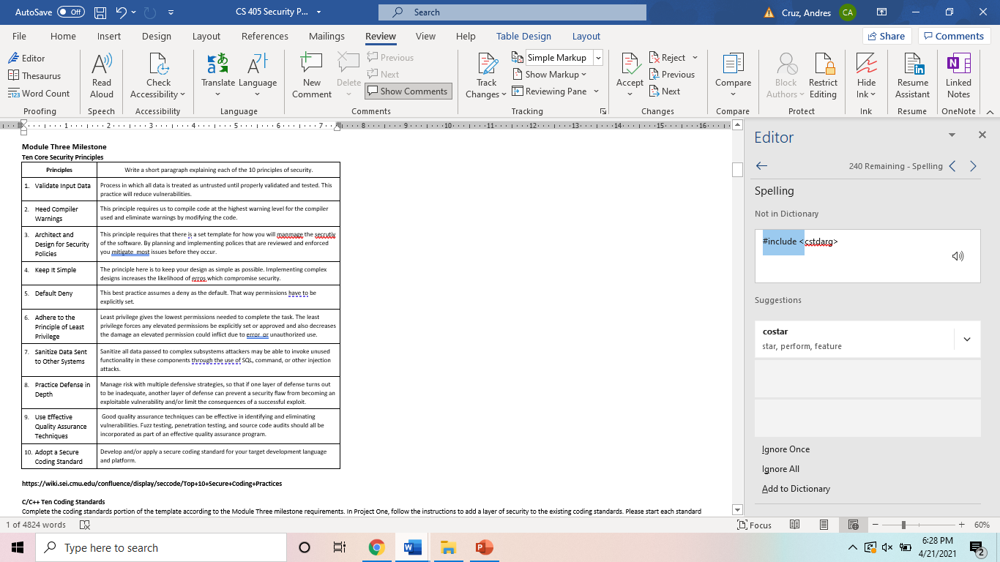 AutoSave Off CS 405 Security P... Search Cruz, Andres CA
File Home Insert Design Layout References Mailings Review View Help Table Design Layout Share Comments
Editor
Thesaurus
Word Count
Proofing
Read Aloud
Speech
Check Accessibility
Accessibility
Translate Language
Language
New Comment
Delete
Previous
Next
Show Comments
Comments
Track Changes
Simple Markup
Show Markup
Reviewing Pane
Tracking
Accept
Reject
Previous
Next
Changes
Compare
Compare
Block Authors
Restrict Editing
Protect
Hide Ink
Ink
Resume Assistant
Resume
Linked Notes
OneNote
1 2 3 4 5 6 7 8 9 10 11 12 13 14 15 16
Module Three Milestone
Ten Core Security Principles
Principles Write a short paragraph explaining each of the 10 principles of security.
1. Validate Input Data Process in which all data is treated as untrusted until properly validated and tested. This
practice will reduce vulnerabilities.
2. Heed Compiler This principle requires us to compile code at the highest warning level for the compiler
Warnings used and eliminate warnings by modifying the code.
3. Architect and This principle requires that there is a set template for how you will manmage the secrutiy
Design for Security of the software. By planning and implementing polices that are reviewed and enforced
Policies you mitigate most issues before they occur.
4. Keep It Simple The principle here is to keep your design as simple as possible. Implementing complex
designs increases the likelihood of erros which compromise security.
5. Default Deny This best practice assumes a deny as the default. That way permissions have to be
explicitly set.
6. Adhere to the Least privilege gives the lowest permissions needed to complete the task. The least
Principle of Least privilege forces any elevated permissions be explicitly set or approved and also decreases
Privilege the damage an elevated permission could inflict due to error or unauthorized use.
7. Sanitize Data Sent Sanitize all data passed to complex subsystems attackers may be able to invoke unused
to Other Systems functionality in these components through the use of SQL, command, or other injection
attacks.
8. Practice Defense in Manage risk with multiple defensive strategies, so that if one layer of defense turns out
Depth to be inadequate, another layer of defense can prevent a security flaw from becoming an
exploitable vulnerability and/or limit the consequences of a successful exploit.
9. Use Effective Good quality assurance techniques can be effective in identifying and eliminating
Quality Assurance vulnerabilities. Fuzz testing, penetration testing, and source code audits should all be
Techniques incorporated as part of an effective quality assurance program.
10. Adopt a Secure Develop and/or apply a secure coding standard for your target development language
Coding Standard and platform.
https://wiki.sei.cmu.edu/confluence/display/seccode/Top+10+Secure+Coding+Practices
C/C++ Ten Coding Standards
Complete the coding standards portion of the template according to the Module Three milestone requirements. In Project One, follow the instructions to add a layer of security to the existing coding standards. Please start each standard
Editor
240 Remaining - Spelling
Spelling
Not in Dictionary
#include <cstdarg>
Suggestions
costar
star, perform, feature
Ignore Once
Ignore All
Add to Dictionary
1 of 4824 words Focus 60%
Type here to search
6:28 PM
4/21/2021
2